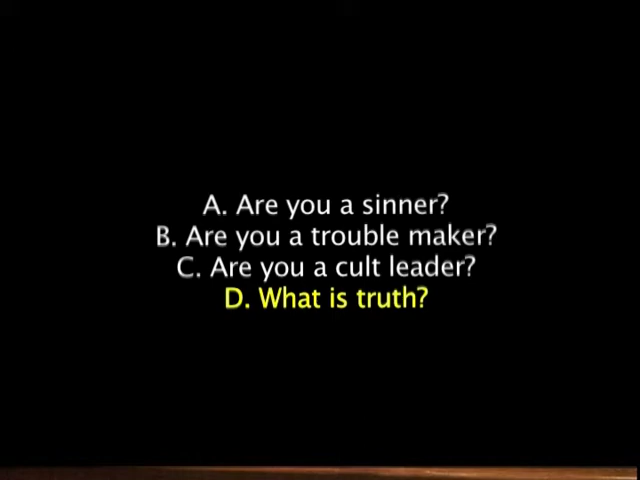 A. Are you a sinner?
B. Are you a trouble maker?
C. Are you a cult leader?
D. What is truth?